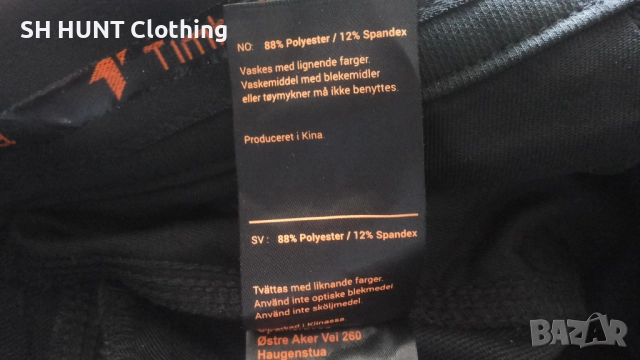 SH HUNT Clothing
NO: 88% Polyester / 12% Spandex
Vaskes med lignende farger.
Vaskemiddel med blekemidler
eller tøymykner må ikke benyttes.
Produceret i Kina.
SV: 88% Polyester / 12% Spandex
Tvättas med liknande farger.
Använd inte optiske blekmedel
Använd inte sköljmedel.
Østre Aker Vei 260
Haugenstua
BAZAR